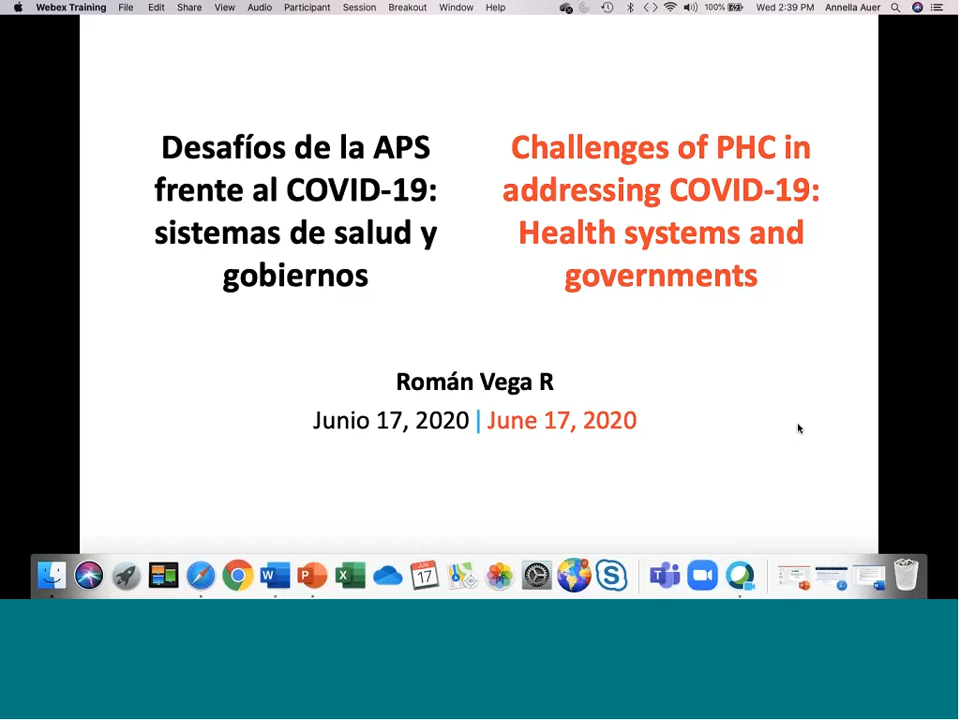 Webex Training File Edit Share View Audio Participant Session Breakout Window Help 100% Wed 2:39 PM Annella Auer
Desafíos de la APS
frente al COVID-19:
sistemas de salud y
gobiernos
Challenges of PHC in
addressing COVID-19:
Health systems and
governments
Román Vega R
Junio 17, 2020 | June 17, 2020
JUN
17